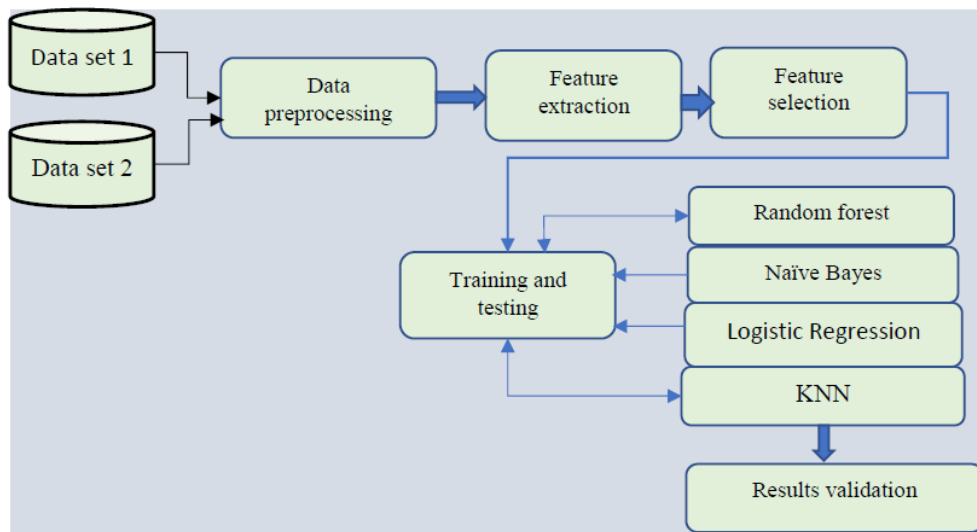 Data set 1
Data set 2
Data
preprocessing
Feature
extraction
Feature
selection
Training and
testing
Random forest
Naïve Bayes
Logistic Regression
KNN
Results validation